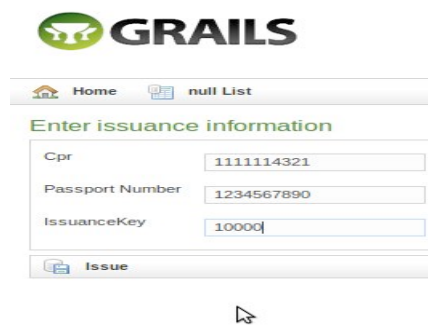 GRAILS
Home null List
Enter issuance information
Cpr 1111114321
Passport Number 1234567890
IssuanceKey 10000
Issue